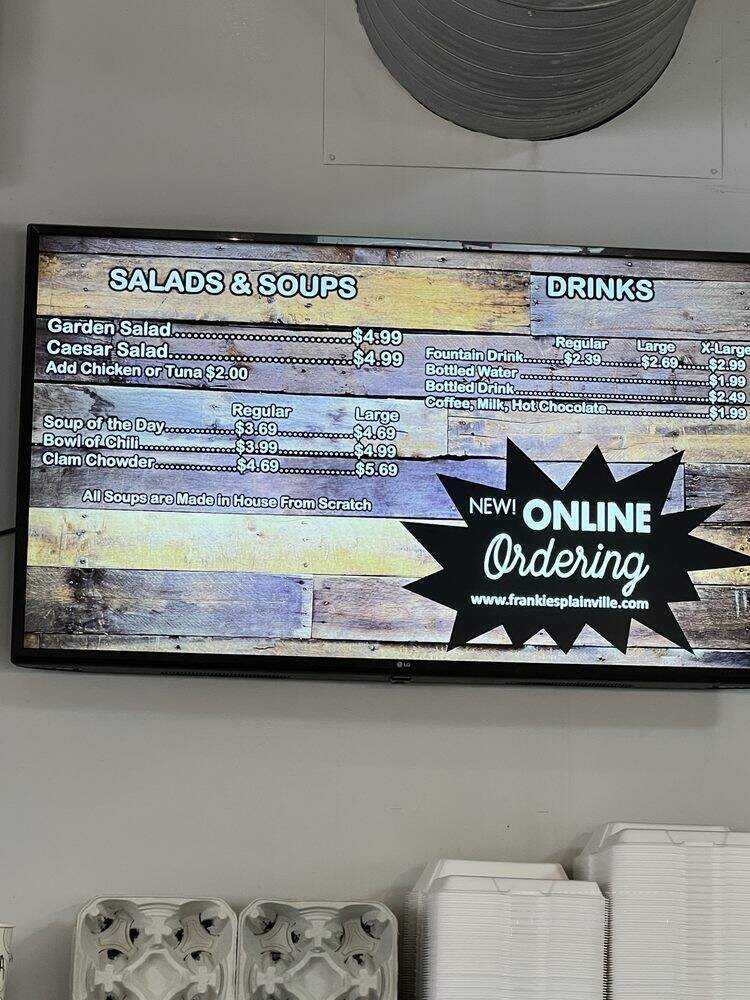 SALADS & SOUPS
Garden Salad.....................$4.99
Caesar Salad.....................$4.99
Add Chicken or Tuna $2.00
Regular Large
Soup of the Day............$3.69............$4.69
Bowl of Chili................$3.99............$4.99
Clam Chowder.............$4.69............$5.69
All Soups are Made in House From Scratch
DRINKS
Regular Large X-Large
Fountain Drink.......$2.39.......$2.69.......$2.99
Bottled Water.......................$1.99
Bottled Drink.......................$2.49
Coffee, Milk, Hot Chocolate.......................$1.99
NEW! ONLINE
Ordering
www.frankiesplainville.com
LG